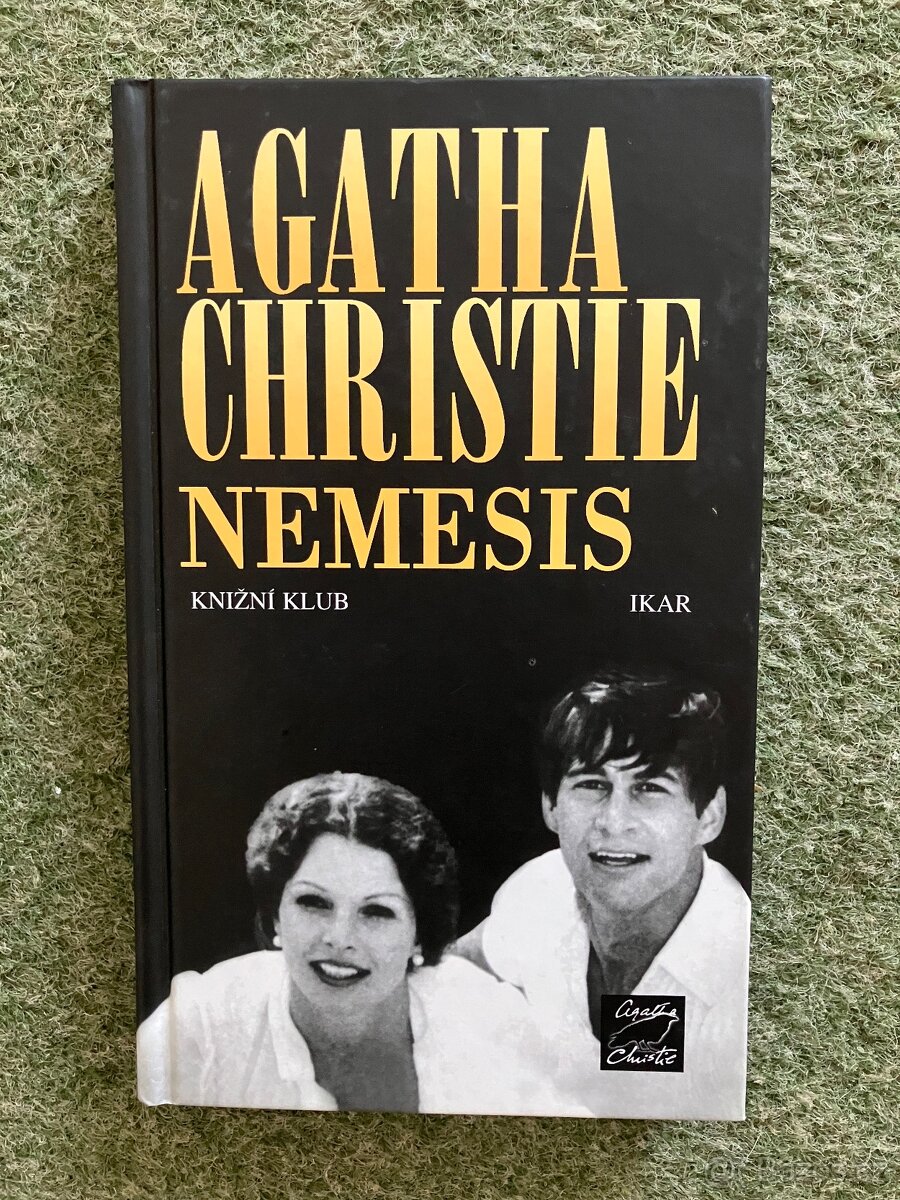 AGATHA
CHRISTIE
NEMESIS
KNIŽNÍ KLUB IKAR
Agatha
Christie